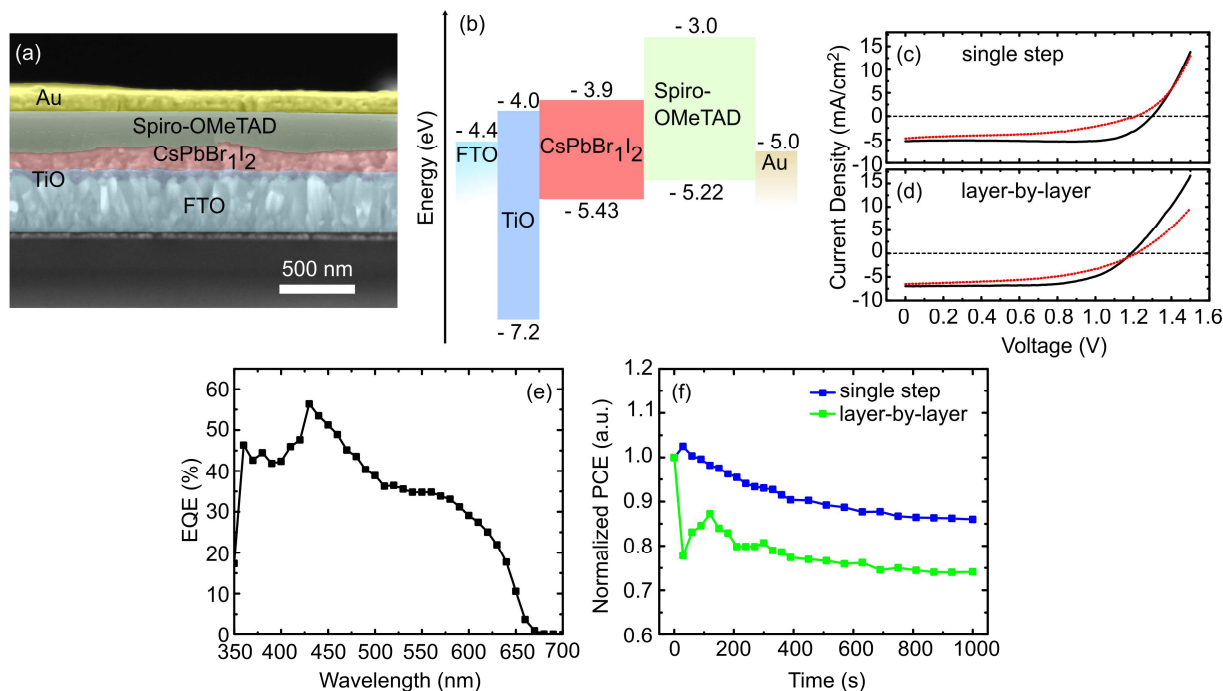 (a)
Au
Spiro-OMeTAD
CsPbBr₁I₂
TiO
FTO
500 nm
(b)
Energy (eV)
- 4.4
FTO
- 4.0
TiO
- 7.2
- 3.9
CsPbBr₁I₂
- 5.43
- 3.0
Spiro-
OMeTAD
- 5.22
- 5.0
Au
(c) single step
10
5
0
-5
-10
(d) layer-by-layer
15
10
5
0
-5
-10
Current Density (mA/cm²)
0 0.2 0.4 0.6 0.8 1.0 1.2 1.4 1.6
Voltage (V)
(e)
60
50
40
30
20
10
0
EQE (%)
350 400 450 500 550 600 650 700
Wavelength (nm)
(f)
single step
layer-by-layer
1.2
1.1
1.0
0.9
0.8
0.7
0.6
Normalized PCE (a.u.)
0 200 400 600 800 1000
Time (s)